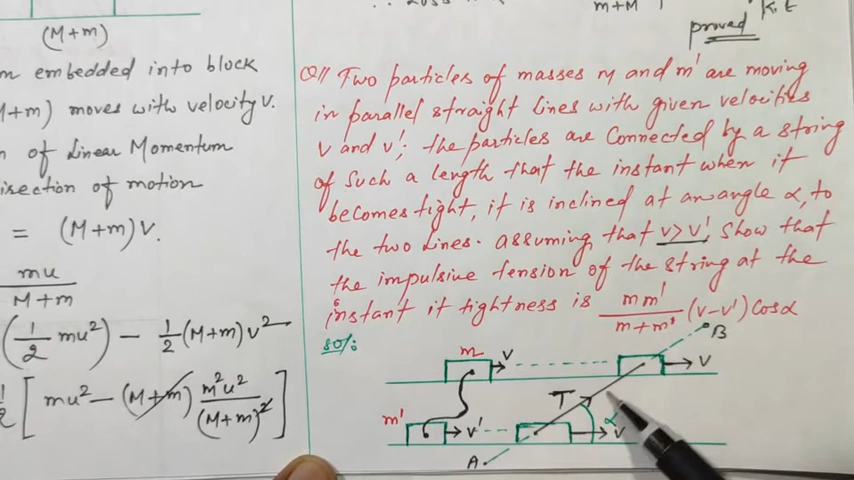 (M+m)
m+M
proved
embedded into block
+m) moves with velocity V.
of Linear Momentum
direction of motion
= (M+m)V.
mu
M+m
(1/2 mu²) - 1/2 (M+m)V²
[mu² - (M+m) m²u²/(M+m)²]
Q// Two particles of masses m and m' are moving
in parallel straight lines with given velocities
v and v'; the particles are connected by a string
of such a length that the instant when it
becomes tight, it is inclined at an angle α, to
the two lines. assuming that v>v'. show that
the impulsive tension of the string at the
instant it tightness is mm'/m+m' (v-v') Cosα
Sol:
B
m V V
T
m' V' α V
A